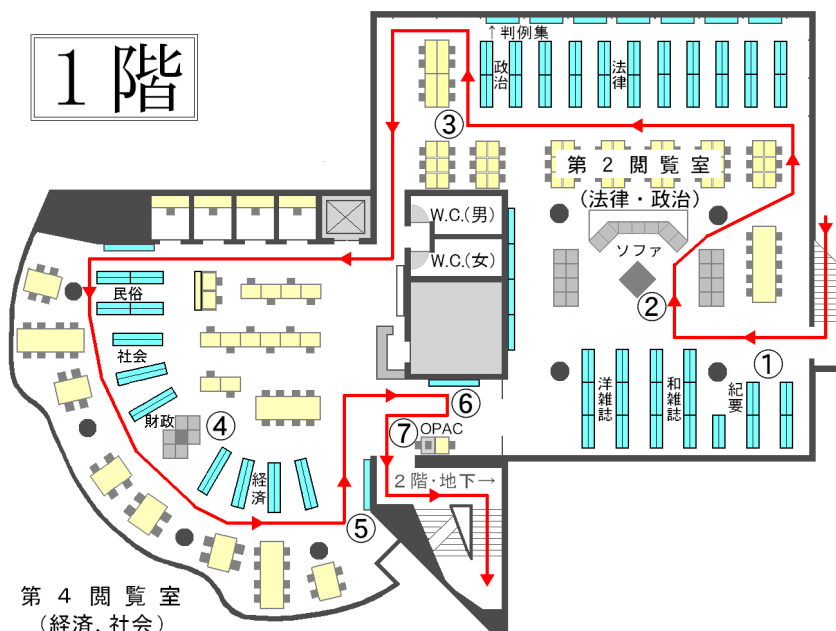 1階
↑判例集
政治
法律
③
第2閲覧室
(法律・政治)
W.C.(男)
W.C.(女)
ソファ
②
民俗
社会
財政
④
経済
①
洋雑誌
和雑誌
紀要
⑥
⑦
OPAC
2階・地下→
⑤
第4閲覧室
(経済、社会)